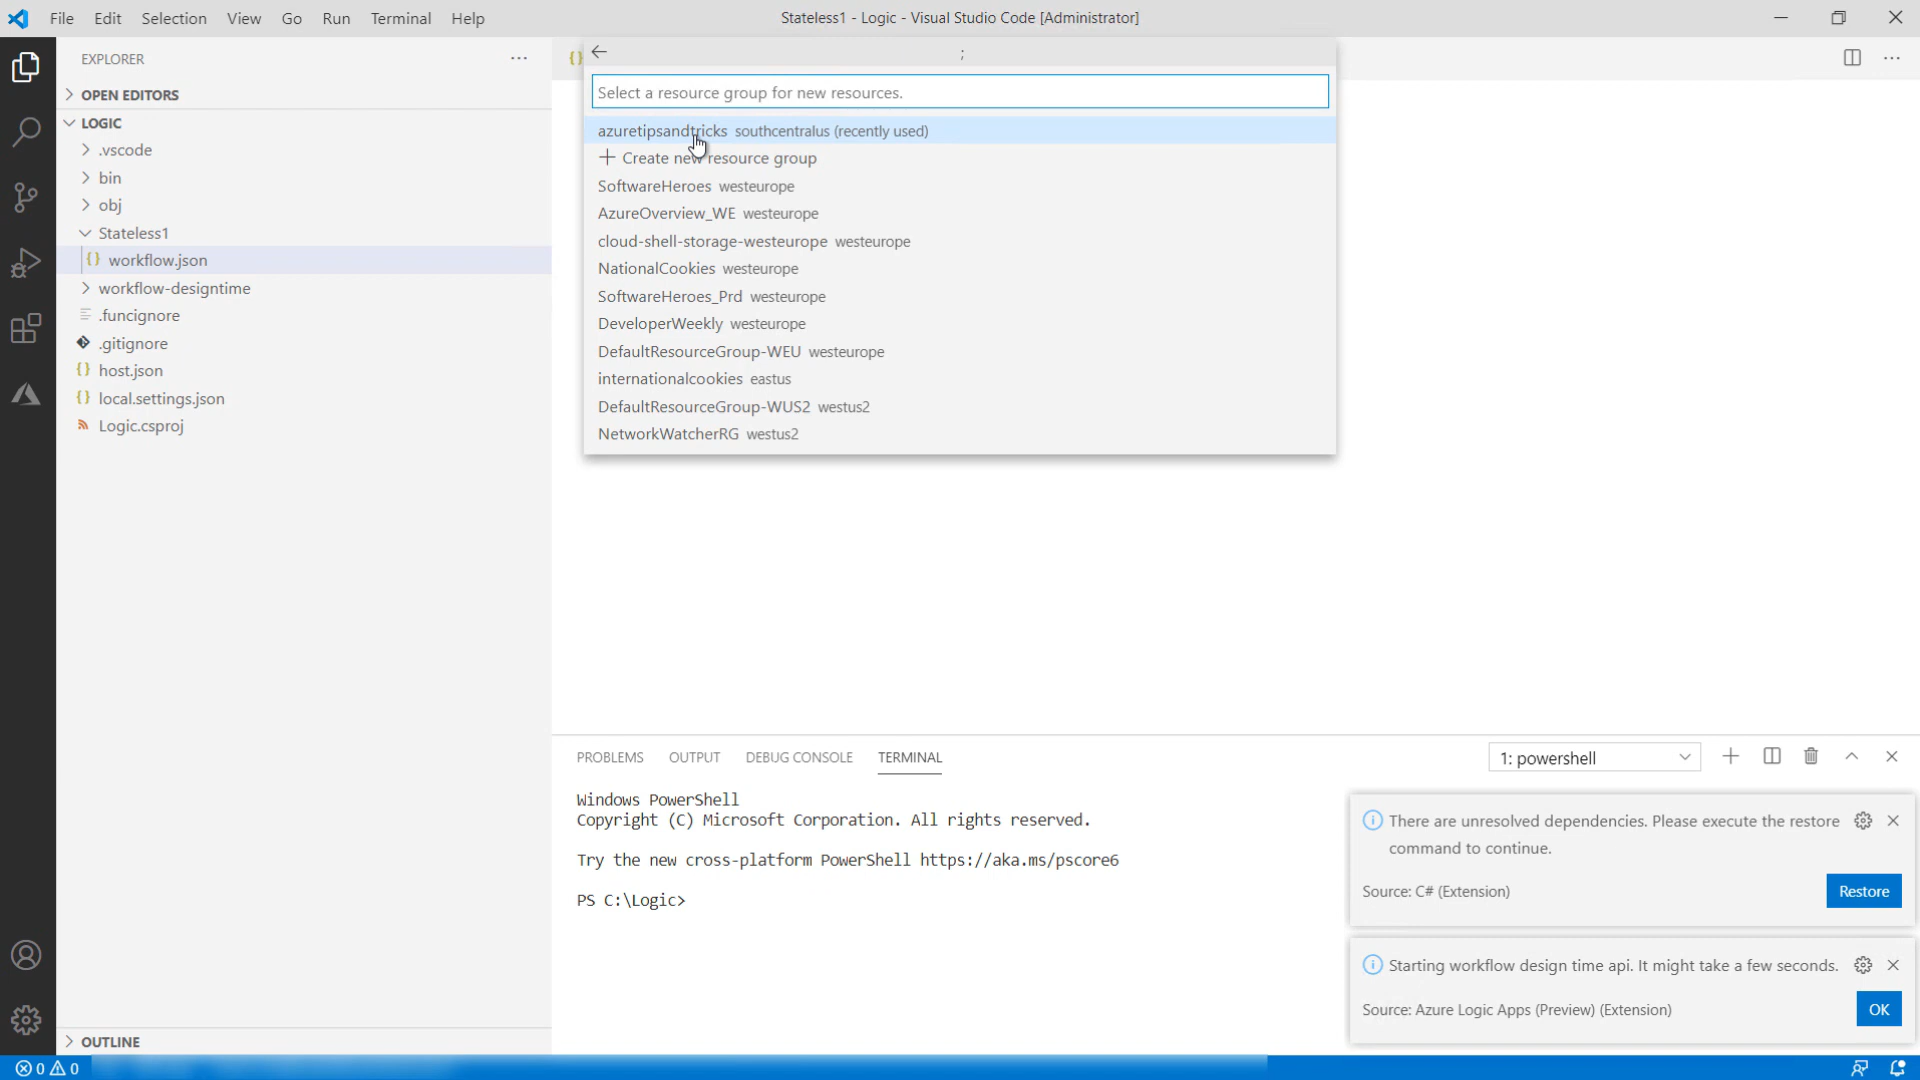 File Edit Selection View Go Run Terminal Help
Stateless1 - Logic - Visual Studio Code [Administrator]
EXPLORER
OPEN EDITORS
LOGIC
.vscode
bin
obj
Stateless1
{} workflow.json
workflow-designtime
.funcignore
.gitignore
{} host.json
{} local.settings.json
Logic.csproj
OUTLINE
{}
;
Select a resource group for new resources.
azuretipsandtricks southcentralus (recently used)
+ Create new resource group
SoftwareHeroes westeurope
AzureOverview_WE westeurope
cloud-shell-storage-westeurope westeurope
NationalCookies westeurope
SoftwareHeroes_Prd westeurope
DeveloperWeekly westeurope
DefaultResourceGroup-WEU westeurope
internationalcookies eastus
DefaultResourceGroup-WUS2 westus2
NetworkWatcherRG westus2
PROBLEMS OUTPUT DEBUG CONSOLE TERMINAL
1: powershell
Windows PowerShell
Copyright (C) Microsoft Corporation. All rights reserved.
Try the new cross-platform PowerShell https://aka.ms/pscore6
PS C:\Logic>
There are unresolved dependencies. Please execute the restore
command to continue.
Source: C# (Extension)
Restore
Starting workflow design time api. It might take a few seconds.
Source: Azure Logic Apps (Preview) (Extension)
OK
0 0